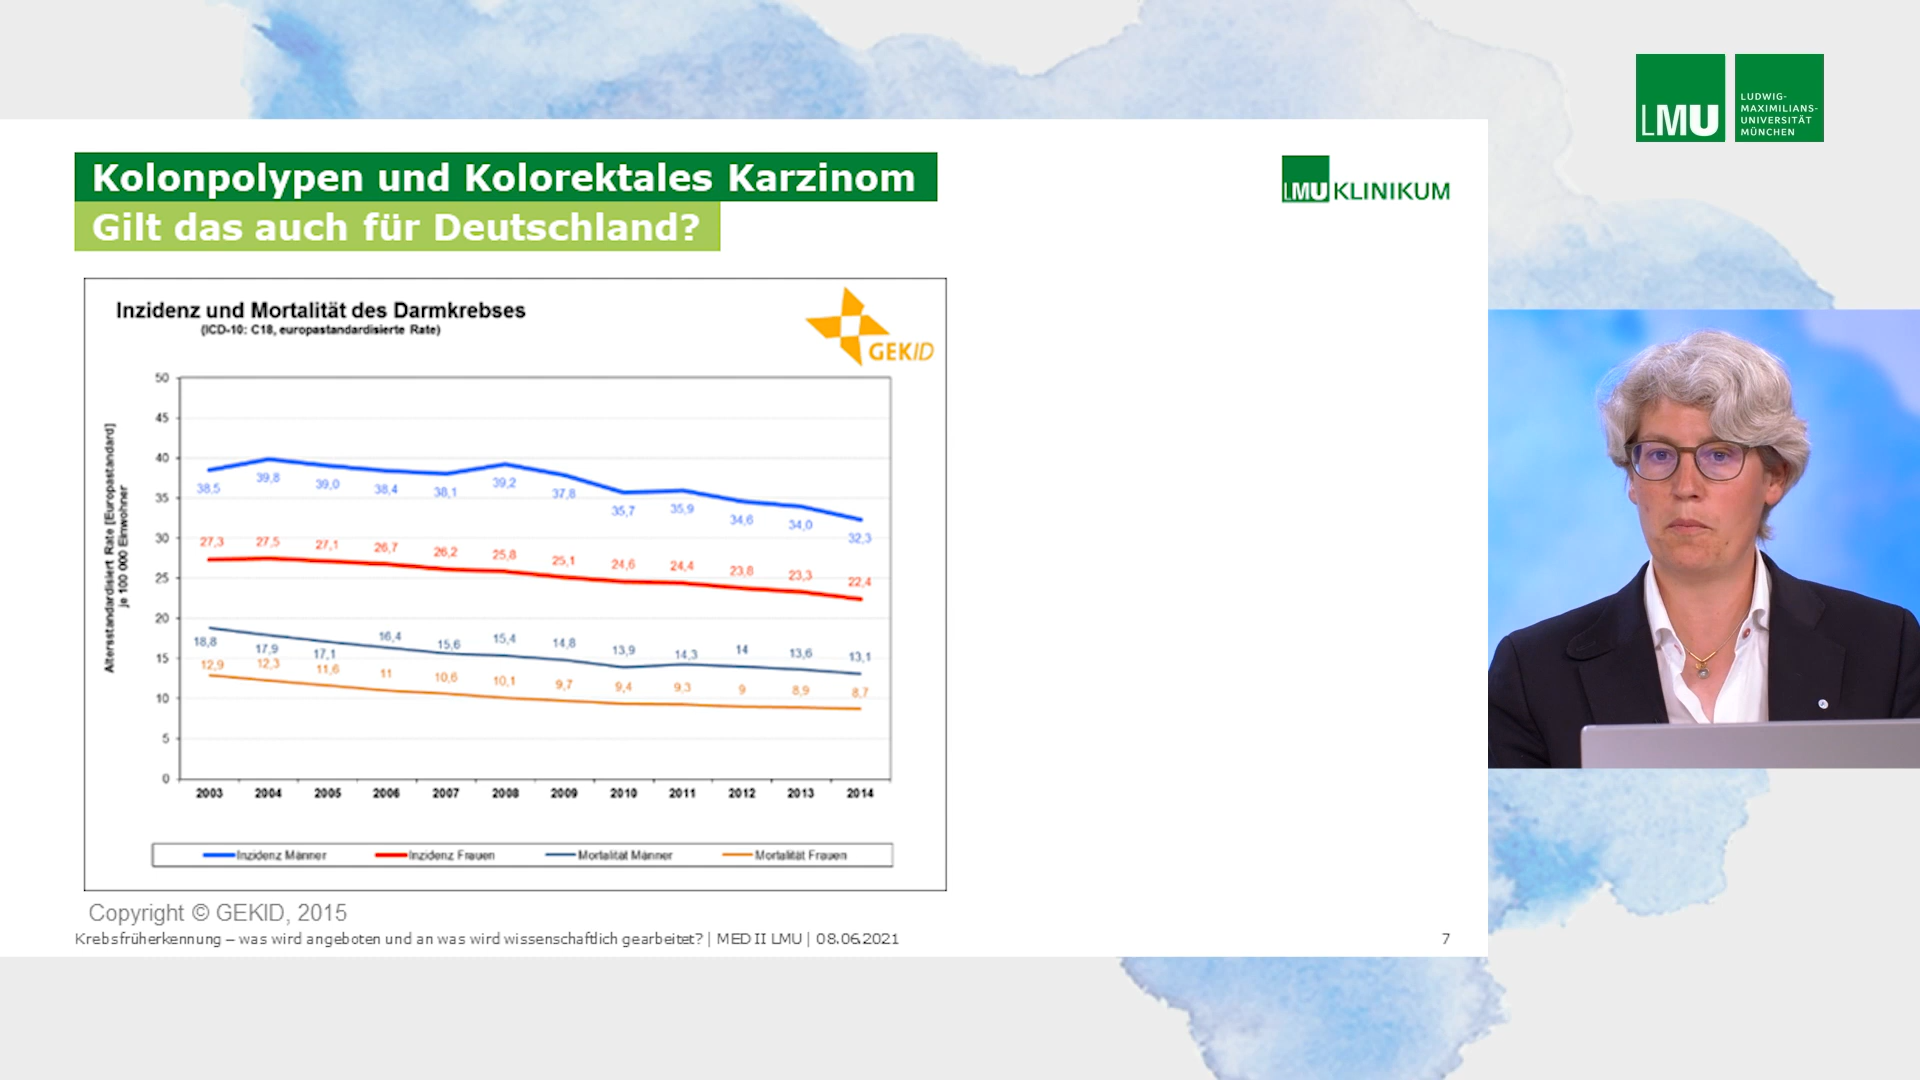 LMU
LUDWIG-
MAXIMILIANS-
UNIVERSITÄT
MÜNCHEN
Kolonpolypen und Kolorektales Karzinom
Gilt das auch für Deutschland?
LMU KLINIKUM
Inzidenz und Mortalität des Darmkrebses
(ICD-10: C18, europastandardisierte Rate)
GEKID
Altersstandardisiert Rate [Europastandard]
je 100 000 Einwohner
50
45
40
35
30
25
20
15
10
5
0
38,5 39,8 39,0 38,4 38,1 39,2 37,8 35,7 35,9 34,6 34,0 32,3
27,3 27,5 27,1 26,7 26,2 25,8 25,1 24,6 24,4 23,8 23,3 22,4
18,8 17,9 17,1 16,4 15,6 15,4 14,8 13,9 14,3 14 13,6 13,1
12,9 12,3 11,6 11 10,6 10,1 9,7 9,4 9,3 9 8,9 8,7
2003 2004 2005 2006 2007 2008 2009 2010 2011 2012 2013 2014
Inzidenz Männer Inzidenz Frauen Mortalität Männer Mortalität Frauen
Copyright © GEKID, 2015
Krebsfrüherkennung – was wird angeboten und an was wird wissenschaftlich gearbeitet? | MED II LMU | 08.06.2021
7